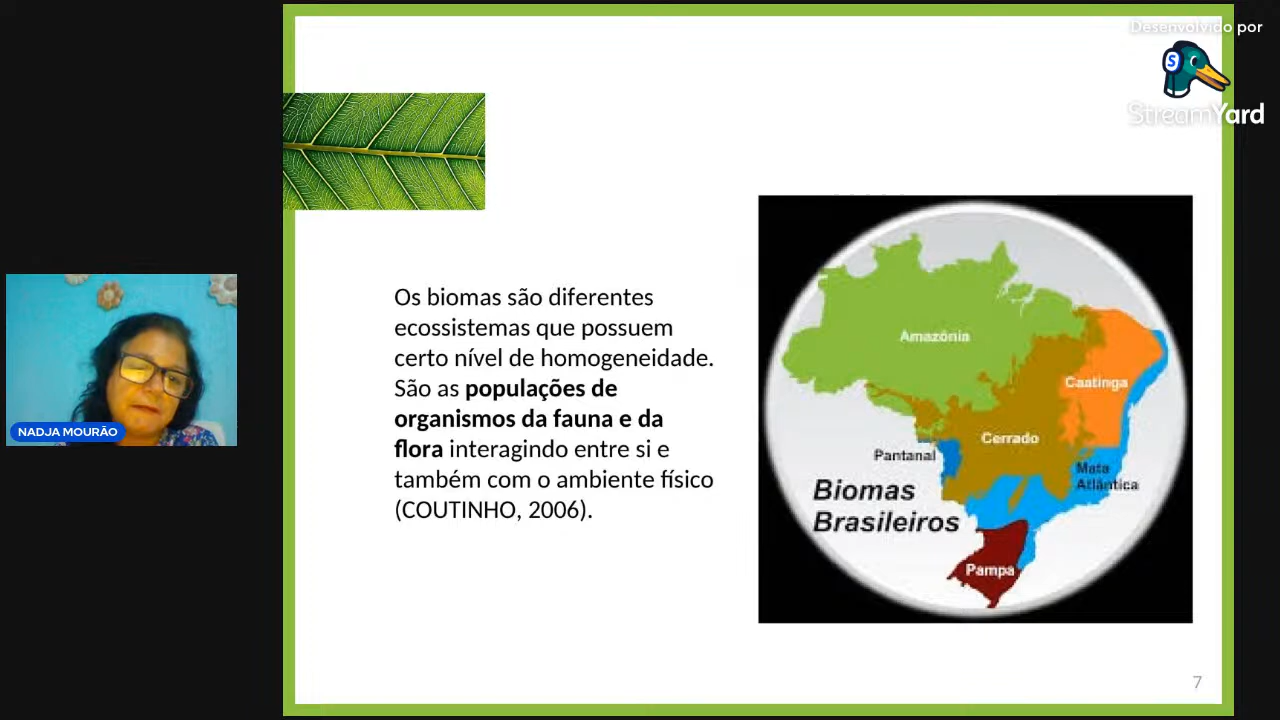 Desenvolvido por
S
StreamYard
Os biomas são diferentes
ecossistemas que possuem
certo nível de homogeneidade.
São as populações de
organismos da fauna e da
flora interagindo entre si e
também com o ambiente físico
(COUTINHO, 2006).
Amazônia
Caatinga
Cerrado
Pantanal
Mata
Atlântica
Biomas
Brasileiros
Pampa
NADJA MOURÃO
7